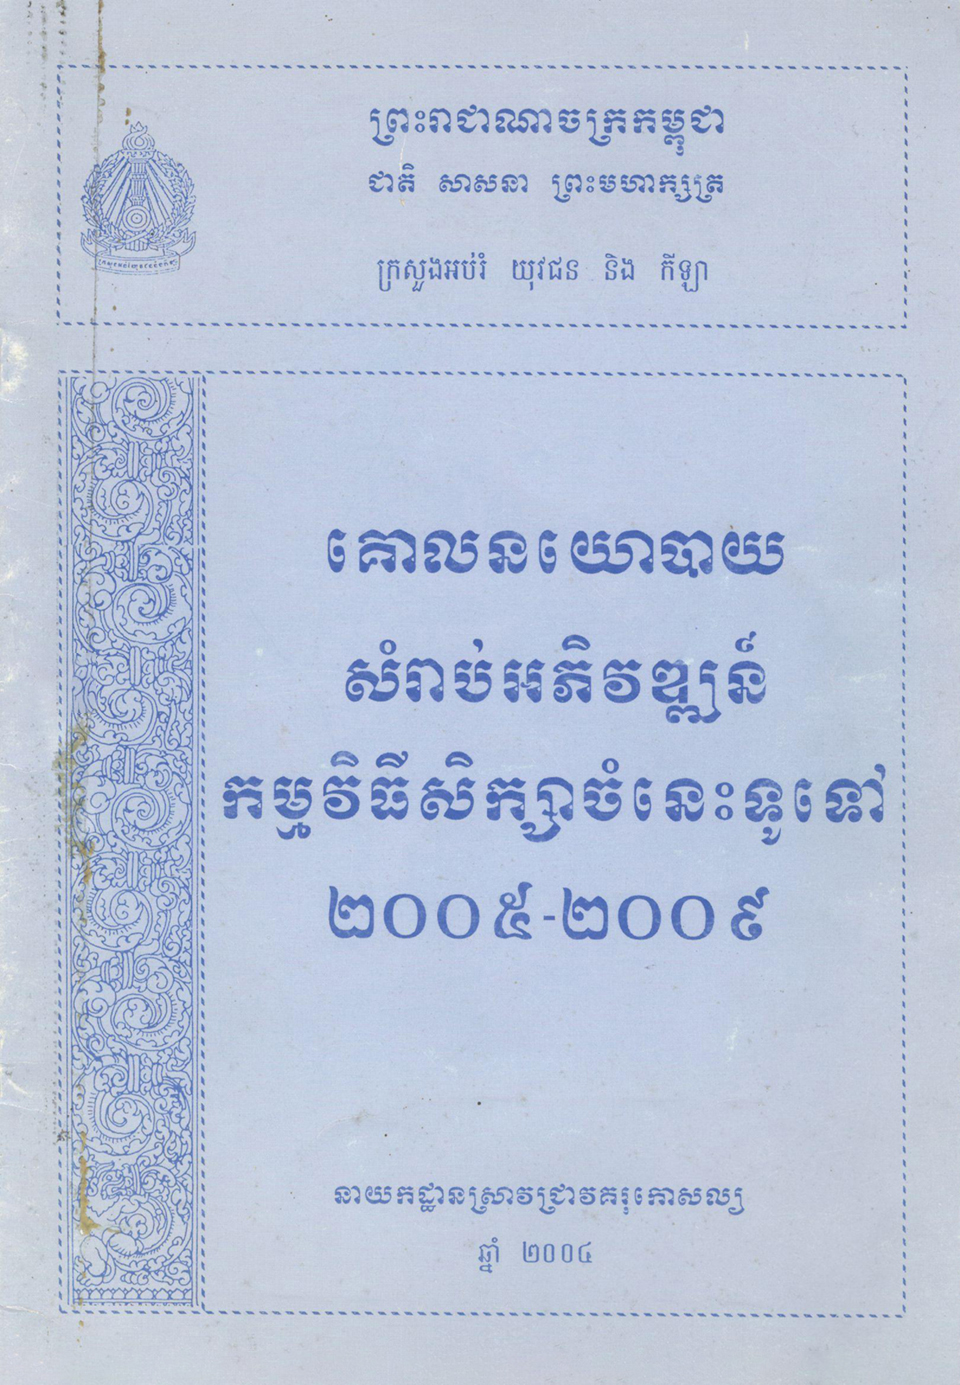 ព្រះរាជាណាចក្រកម្ពុជា
ជាតិ សាសនា ព្រះមហាក្សត្រ
ក្រសួងអប់រំ យុវជន និង កីឡា
គោលនយោបាយ
សំរាប់អភិវឌ្ឍន៍
កម្មវិធីសិក្សាចំនេះទូទៅ
២០០៥-២០០៩
នាយកដ្ឋានស្រាវជ្រាវគរុកោសល្យ
ឆ្នាំ ២០០៤